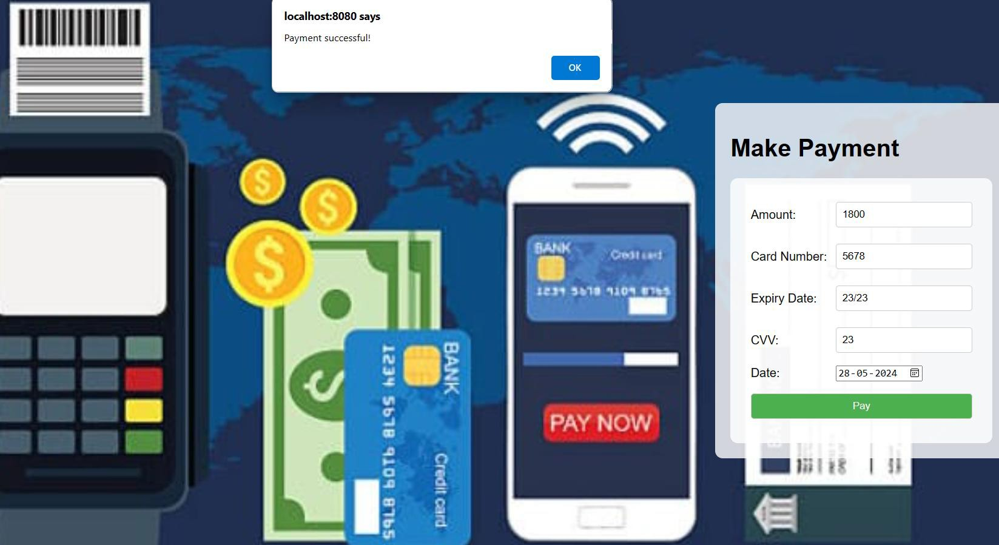 localhost:8080 says
Payment successful!
OK
Make Payment
Amount:
1800
Card Number:
5678
Expiry Date:
23/23
CVV:
23
Date:
28-05-2024
Pay
BANK
Credit card
1234 5678 9109 8765
PAY NOW
BANK
1234 5678 9109 8765
Credit card